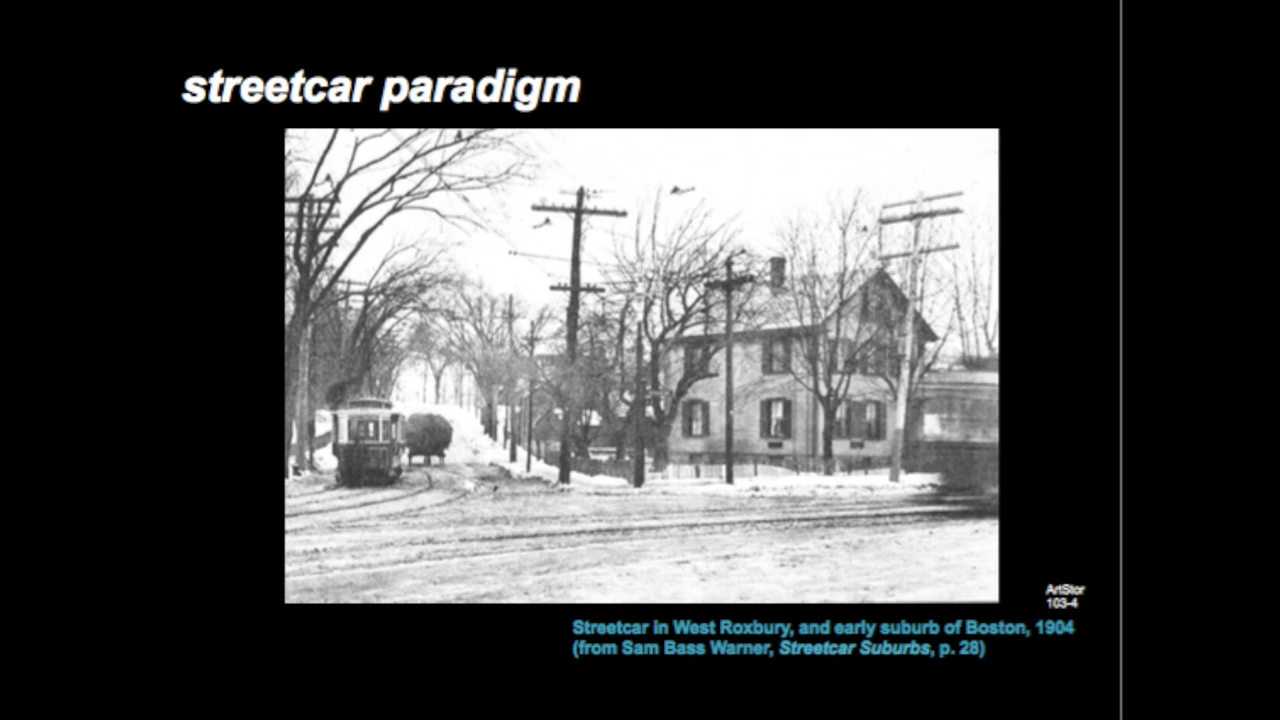 streetcar paradigm
ArtStor
103-4
Streetcar in West Roxbury, and early suburb of Boston, 1904
(from Sam Bass Warner, Streetcar Suburbs, p. 28)